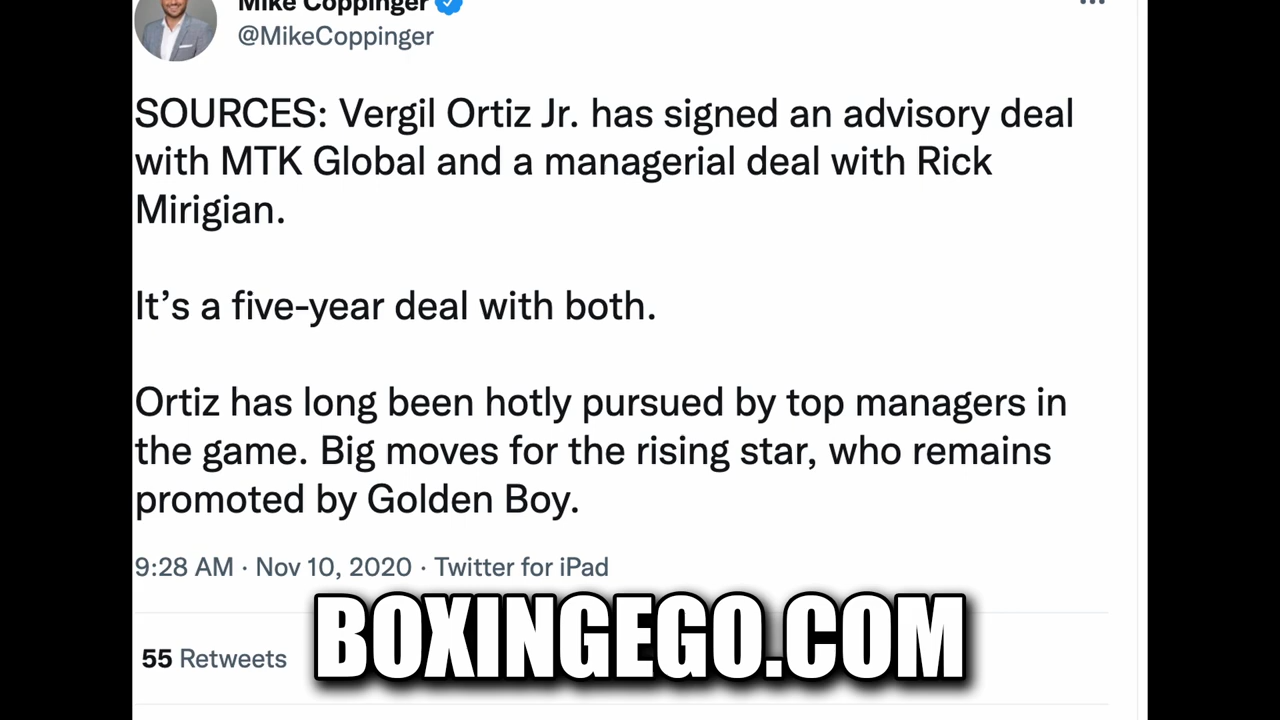 Mike Coppinger
@MikeCoppinger
SOURCES: Vergil Ortiz Jr. has signed an advisory deal
with MTK Global and a managerial deal with Rick
Mirigian.
It’s a five-year deal with both.
Ortiz has long been hotly pursued by top managers in
the game. Big moves for the rising star, who remains
promoted by Golden Boy.
9:28 AM · Nov 10, 2020 · Twitter for iPad
55 Retweets
BOXINGEGO.COM